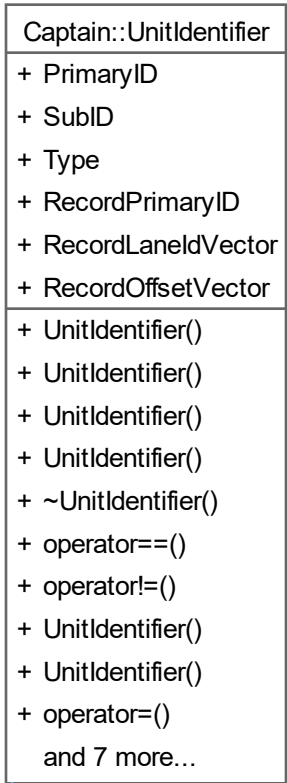 Captain::UnitIdentifier
+ PrimaryID
+ SubID
+ Type
+ RecordPrimaryID
+ RecordLaneIdVector
+ RecordOffsetVector
+ UnitIdentifier()
+ UnitIdentifier()
+ UnitIdentifier()
+ UnitIdentifier()
+ ~UnitIdentifier()
+ operator==()
+ operator!=()
+ UnitIdentifier()
+ UnitIdentifier()
+ operator=()
and 7 more...